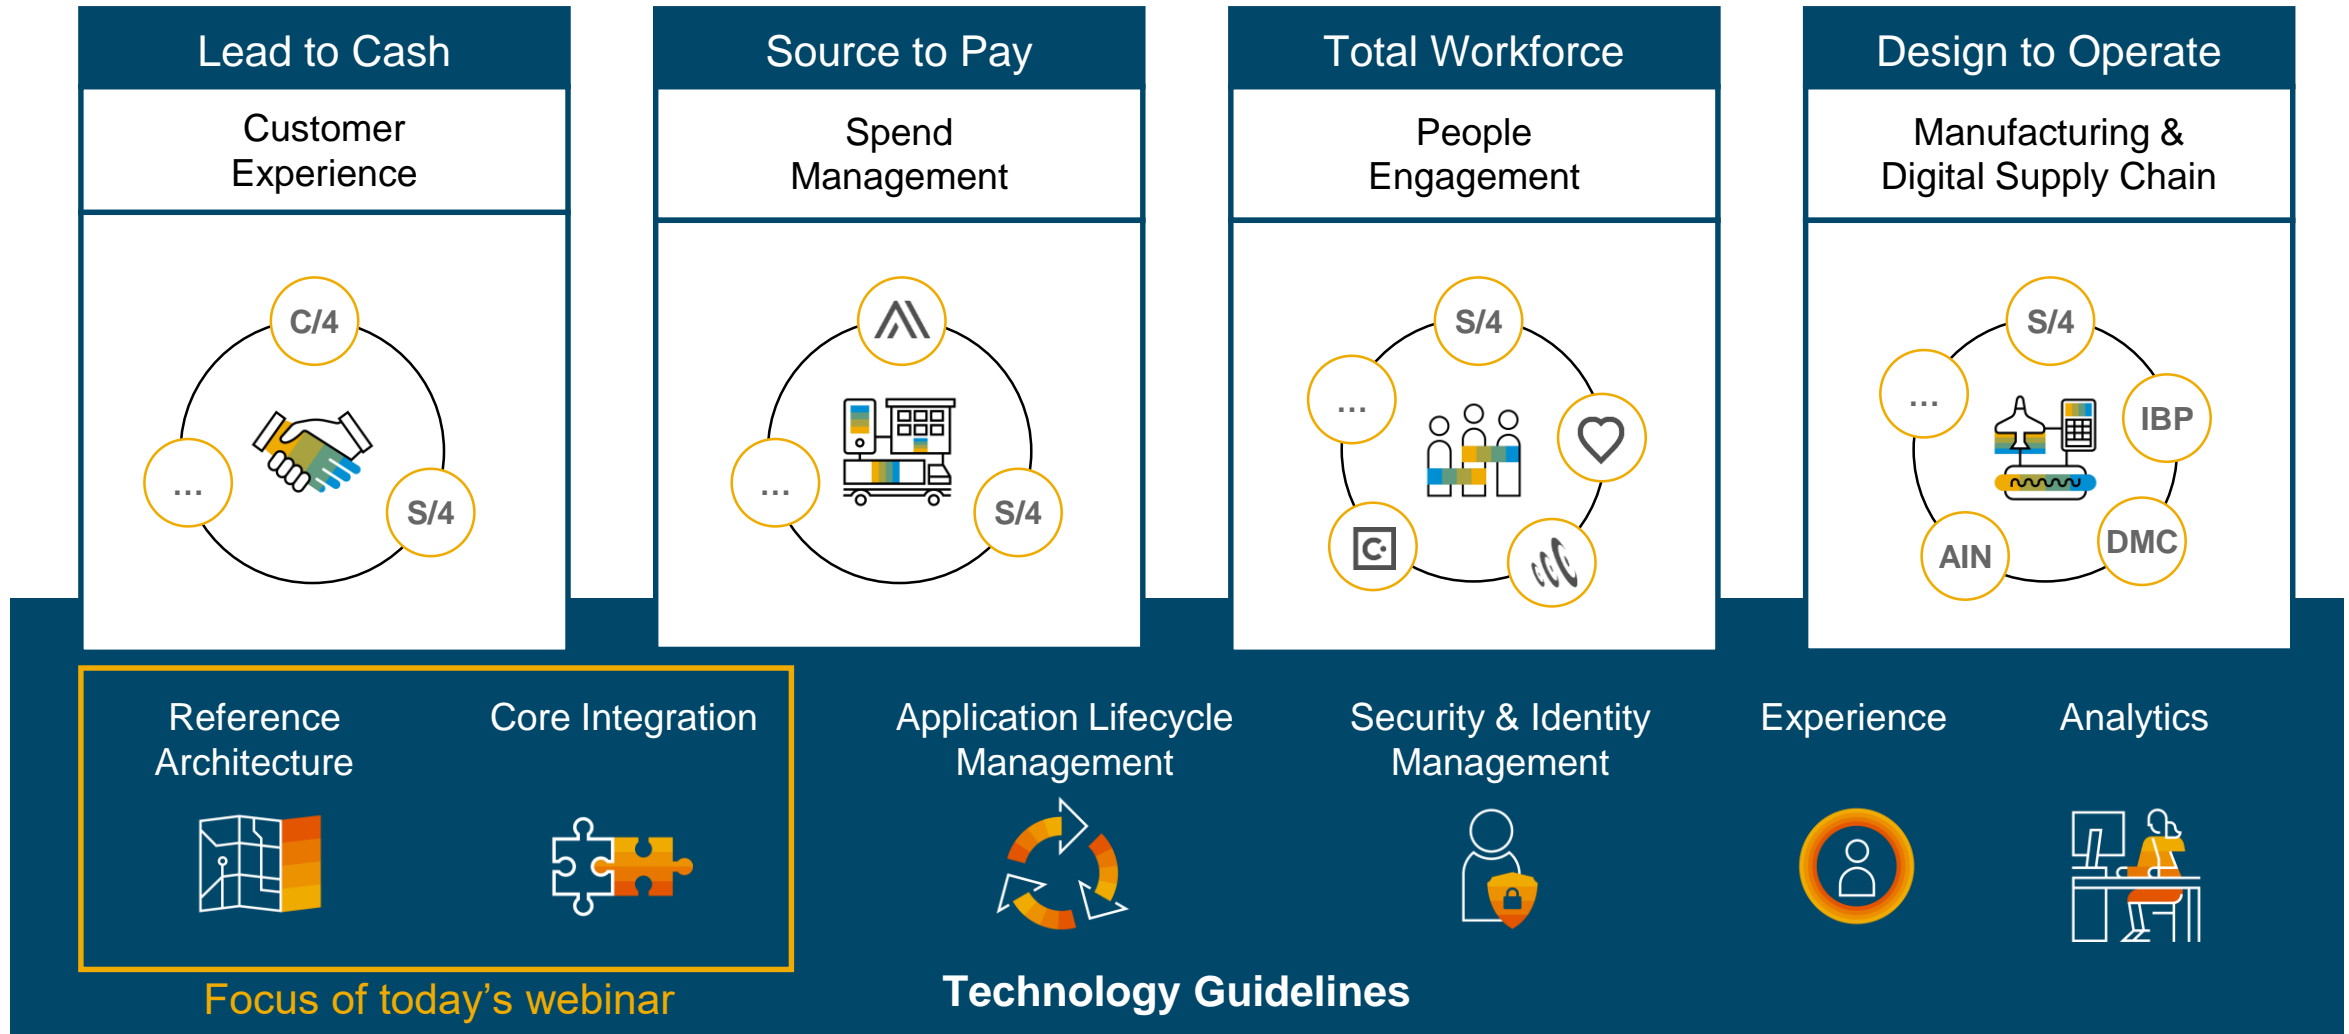 Lead to Cash
Customer
Experience
C/4
...
S/4
Source to Pay
Spend
Management
...
S/4
Total Workforce
People
Engagement
S/4
...
C
Design to Operate
Manufacturing &
Digital Supply Chain
S/4
...
IBP
AIN
DMC
Reference
Architecture
Core Integration
Application Lifecycle
Management
Security & Identity
Management
Experience
Analytics
Focus of today’s webinar
Technology Guidelines